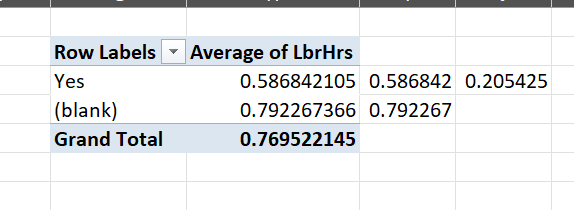 Row Labels Average of LbrHrs
Yes 0.586842105 0.586842 0.205425
(blank) 0.792267366 0.792267
Grand Total 0.769522145